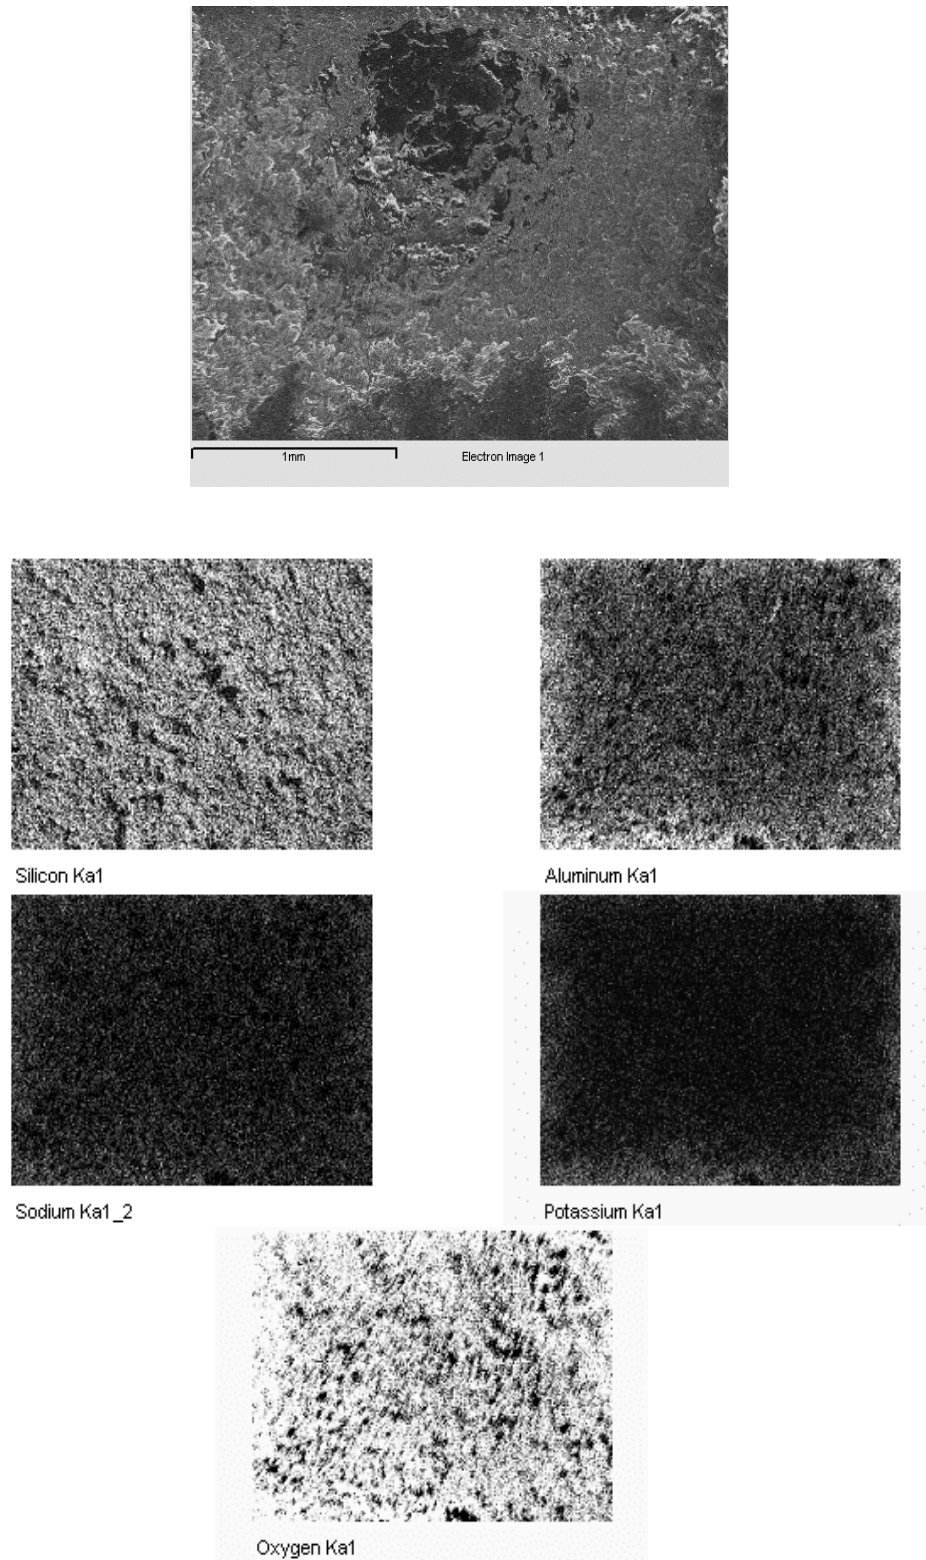 1mm
Electron Image 1
Silicon Ka1
Aluminum Ka1
Sodium Ka1_2
Potassium Ka1
Oxygen Ka1